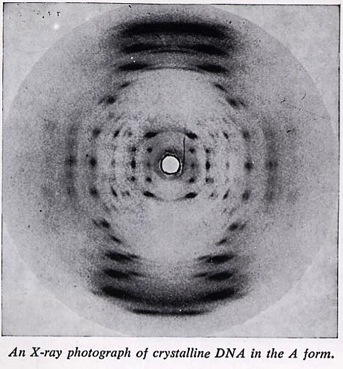 An X-ray photograph of crystalline DNA in the A form.